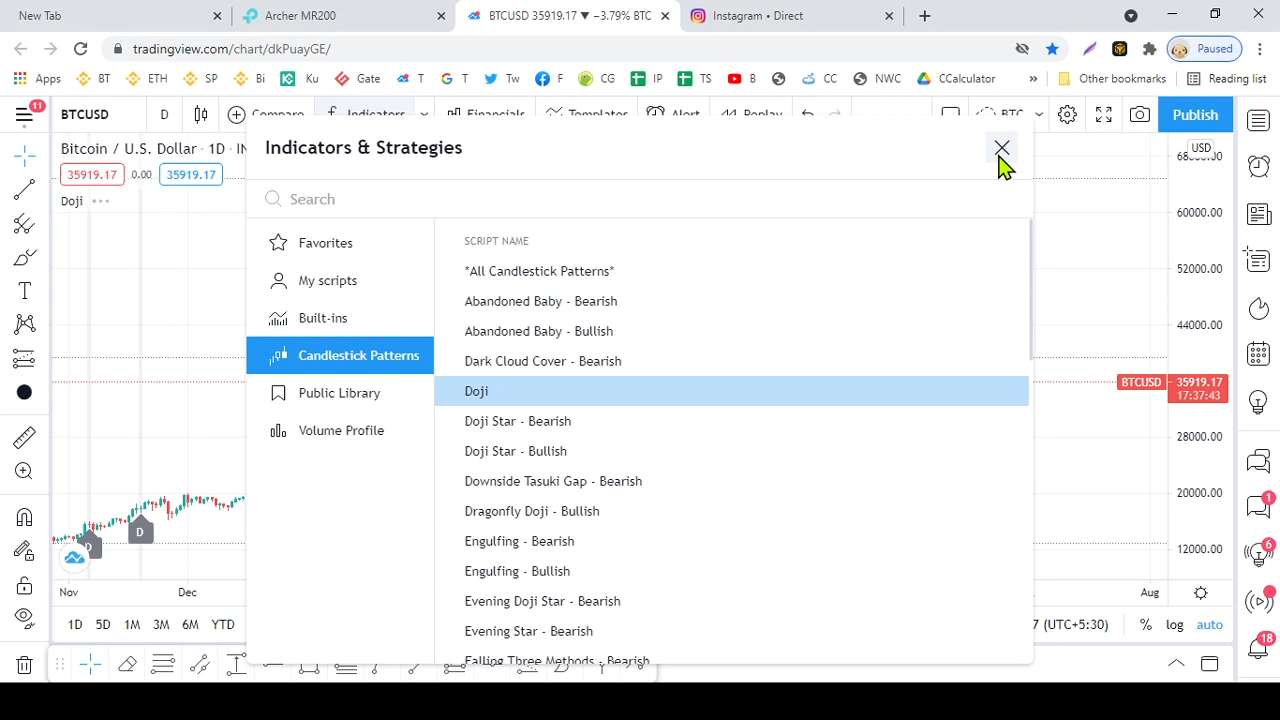 New Tab
Archer MR200
BTCUSD 35919.17 ▼ −3.79% BTC
Instagram • Direct
tradingview.com/chart/dkPuayGE/
Paused
Apps
BT
ETH
SP
Bi
Ku
Gate
T
T
Tw
F
CG
IP
TS
B
CC
NWC
CCalculator
»
Other bookmarks
Reading list
11
BTCUSD
D
Compare
Indicators
Financials
Templates
Alert
Replay
BTC
Publish
Bitcoin / U.S. Dollar · 1D · IN
35919.17
0.00
35919.17
Doji
Indicators & Strategies
Search
Favorites
My scripts
Built-ins
Candlestick Patterns
Public Library
Volume Profile
SCRIPT NAME
*All Candlestick Patterns*
Abandoned Baby - Bearish
Abandoned Baby - Bullish
Dark Cloud Cover - Bearish
Doji
Doji Star - Bearish
Doji Star - Bullish
Downside Tasuki Gap - Bearish
Dragonfly Doji - Bullish
Engulfing - Bearish
Engulfing - Bullish
Evening Doji Star - Bearish
Evening Star - Bearish
Falling Three Methods - Bearish
USD
60000.00
52000.00
44000.00
BTCUSD
35919.17
17:37:43
28000.00
20000.00
12000.00
D
D
Nov
Dec
Aug
1D
5D
1M
3M
6M
YTD
(UTC+5:30)
%
log
auto
1
6
18